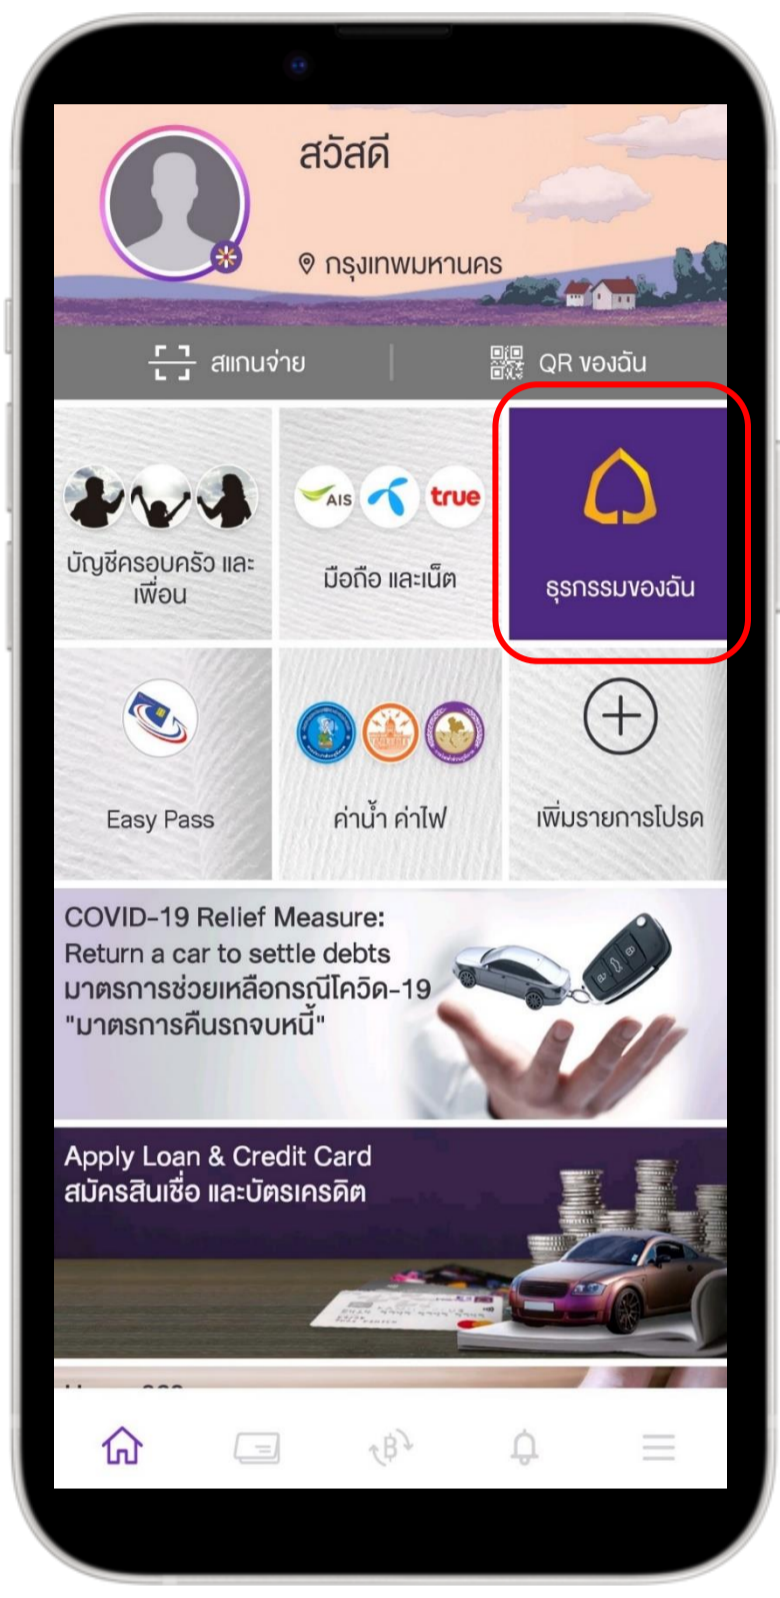 สวัสดี
กรุงเทพมหานคร
สแกนจ่าย
QR ของฉัน
AIS
true
บัญชีครอบครัว และ
เพื่อน
มือถือ และเน็ต
ธุรกรรมของฉัน
Easy Pass
ค่าน้ำ ค่าไฟ
เพิ่มรายการโปรด
COVID-19 Relief Measure:
Return a car to settle debts
มาตรการช่วยเหลือกรณีโควิด-19
"มาตรการคืนรถจบหนี้"
Apply Loan & Credit Card
สมัครสินเชื่อ และบัตรเครดิต